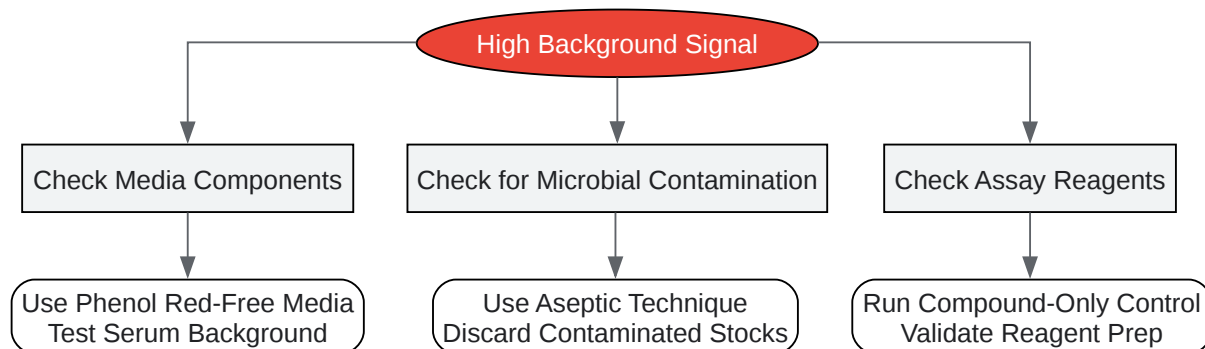 High Background Signal
Check Media Components
Check for Microbial Contamination
Check Assay Reagents
Use Phenol Red-Free Media
Test Serum Background
Use Aseptic Technique
Discard Contaminated Stocks
Run Compound-Only Control
Validate Reagent Prep